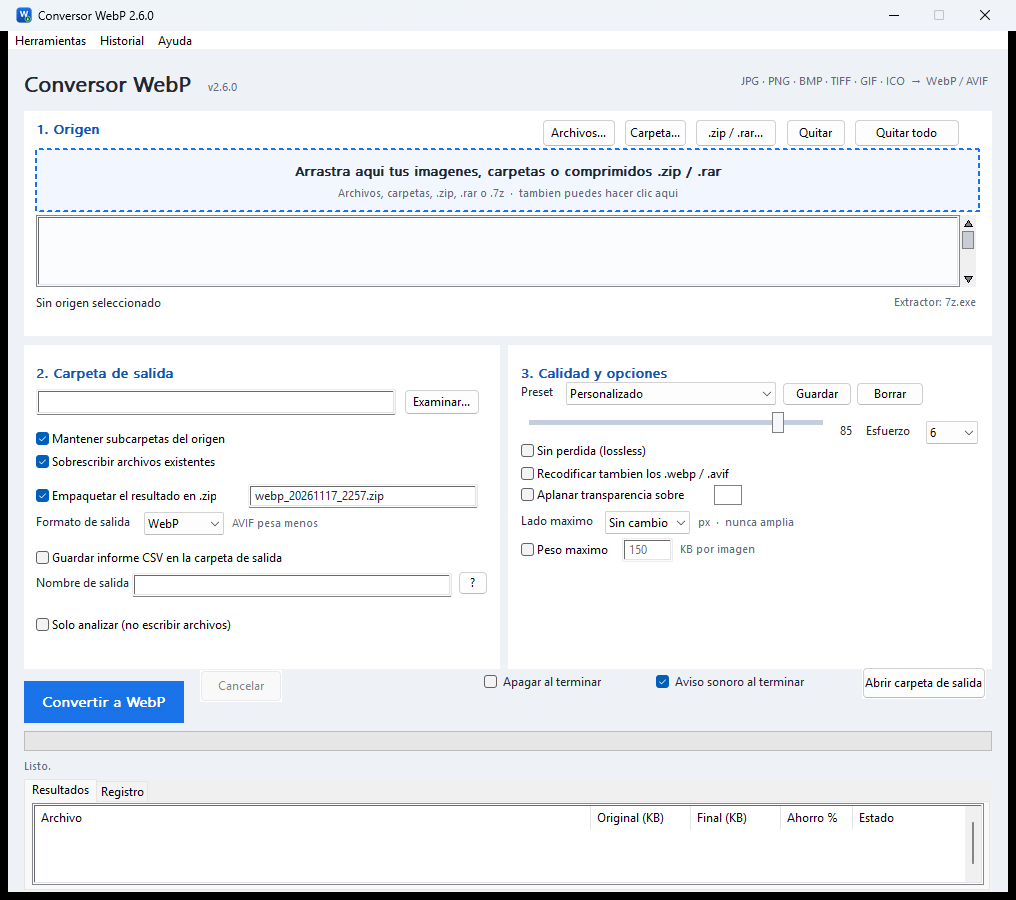 Conversor WebP 2.6.0
Herramientas Historial Ayuda
Conversor WebP v2.6.0
JPG · PNG · BMP · TIFF · GIF · ICO → WebP / AVIF
1. Origen
Archivos... Carpeta... .zip / .rar... Quitar Quitar todo
Arrastra aqui tus imagenes, carpetas o comprimidos .zip / .rar
Archivos, carpetas, .zip, .rar o .7z · tambien puedes hacer clic aqui
Sin origen seleccionado
Extractor: 7z.exe
2. Carpeta de salida
Examinar...
Mantener subcarpetas del origen
Sobrescribir archivos existentes
Empaquetar el resultado en .zip webp_20261117_2257.zip
Formato de salida WebP AVIF pesa menos
Guardar informe CSV en la carpeta de salida
Nombre de salida ?
Solo analizar (no escribir archivos)
3. Calidad y opciones
Preset Personalizado Guardar Borrar
85 Esfuerzo 6
Sin perdida (lossless)
Recodificar tambien los .webp / .avif
Aplanar transparencia sobre
Lado maximo Sin cambio px · nunca amplia
Peso maximo 150 KB por imagen
Convertir a WebP Cancelar Apagar al terminar Aviso sonoro al terminar Abrir carpeta de salida
Listo.
Resultados Registro
Archivo Original (KB) Final (KB) Ahorro % Estado